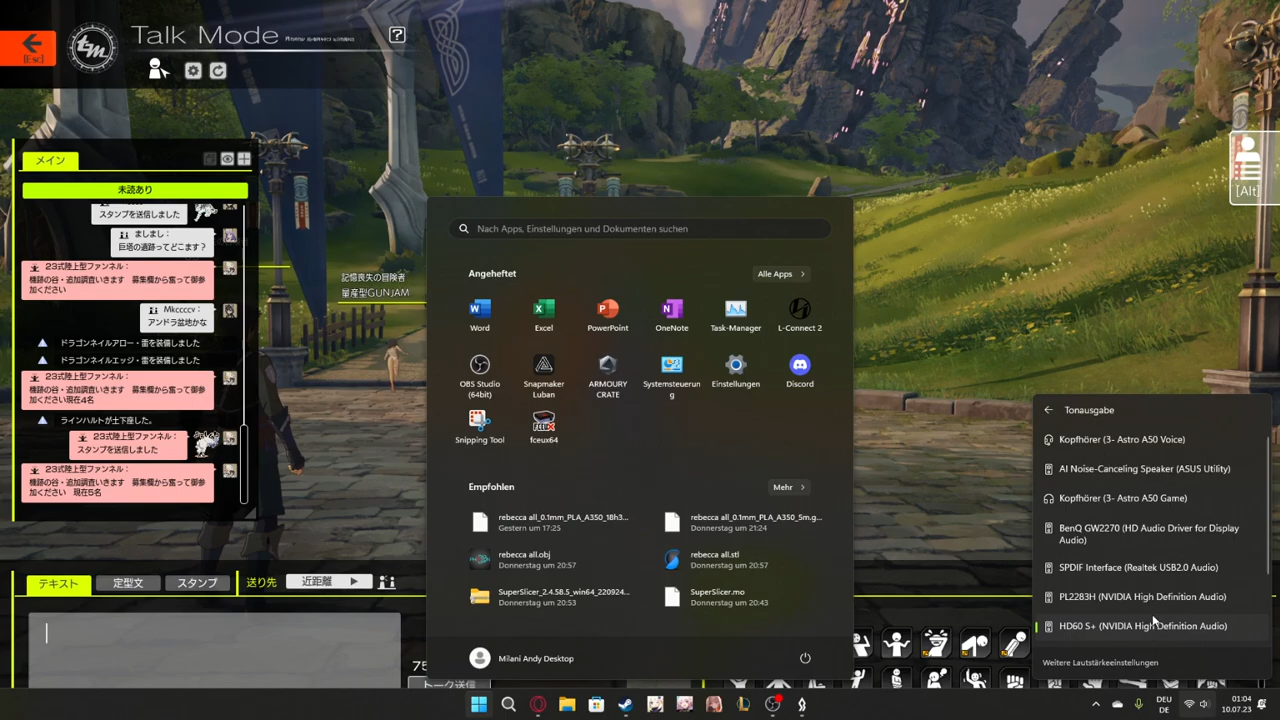 [Esc]
tm
Talk Mode
?
[Alt]
メイン
未読あり
スタンプを送信しました
ましまし：
巨塔の遺跡ってどこます？
23式陸上型ファンネル：
機跡の谷・追加調査いきます　募集欄から奮って御参
加ください
Mkccccv：
アンドラ盆地かな
ドラゴンネイルアロー・雷を装備しました
ドラゴンネイルエッジ・雷を装備しました
23式陸上型ファンネル：
機跡の谷・追加調査いきます　募集欄から奮って御参
加ください現在4名
ラインハルトが土下座した。
23式陸上型ファンネル：
スタンプを送信しました
23式陸上型ファンネル：
機跡の谷・追加調査いきます　募集欄から奮って御参
加ください　現在5名
記憶喪失の冒険者
量産型GUNJAM
テキスト
定型文
スタンプ
送り先
近距離
75
トーク送信
Nach Apps, Einstellungen und Dokumenten suchen
Angeheftet
Alle Apps
Word
Excel
PowerPoint
OneNote
Task-Manager
L-Connect 2
OBS Studio
(64bit)
Snapmaker
Luban
ARMOURY
CRATE
Systemsteuerun
g
Einstellungen
Discord
Snipping Tool
fceux64
Empfohlen
Mehr
rebecca all_0.1mm_PLA_A350_18h3...
Gestern um 17:25
rebecca all_0.1mm_PLA_A350_5m.g...
Donnerstag um 21:24
rebecca all.obj
Donnerstag um 20:57
rebecca all.stl
Donnerstag um 20:57
SuperSlicer_2.4.58.5_win64_220924...
Donnerstag um 20:53
SuperSlicer.mo
Donnerstag um 20:43
Milani Andy Desktop
Tonausgabe
Kopfhörer (3- Astro A50 Voice)
AI Noise-Canceling Speaker (ASUS Utility)
Kopfhörer (3- Astro A50 Game)
BenQ GW2270 (HD Audio Driver for Display
Audio)
SPDIF Interface (Realtek USB2.0 Audio)
PL2283H (NVIDIA High Definition Audio)
HD60 S+ (NVIDIA High Definition Audio)
Weitere Lautstärkeeinstellungen
DEU
DE
01:04
10.07.23